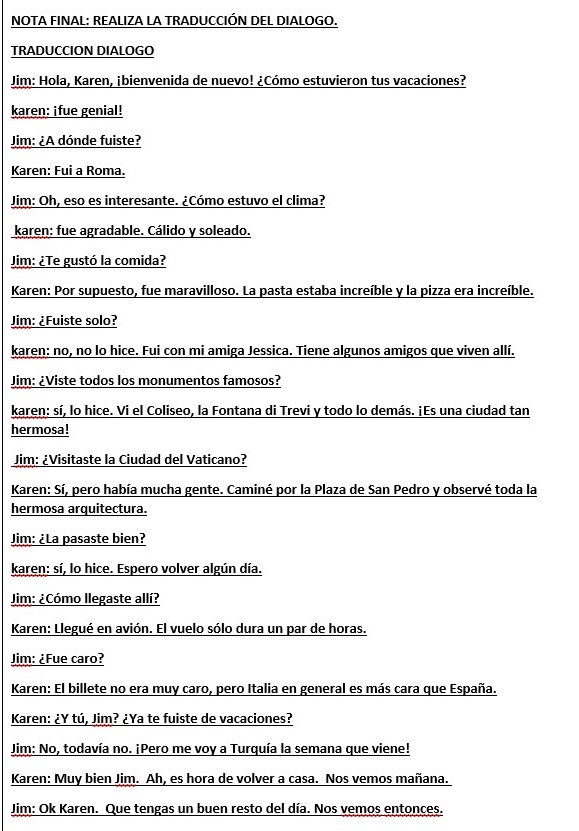 NOTA FINAL: REALIZA LA TRADUCCIÓN DEL DIALOGO.
TRADUCCION DIALOGO
Jim: Hola, Karen, ¡bienvenida de nuevo! ¿Cómo estuvieron tus vacaciones?
karen: ¡fue genial!
Jim: ¿A dónde fuiste?
Karen: Fui a Roma.
Jim: Oh, eso es interesante. ¿Cómo estuvo el clima?
karen: fue agradable. Cálido y soleado.
Jim: ¿Te gustó la comida?
Karen: Por supuesto, fue maravilloso. La pasta estaba increíble y la pizza era increíble.
Jim: ¿Fuiste solo?
karen: no, no lo hice. Fui con mi amiga Jessica. Tiene algunos amigos que viven allí.
Jim: ¿Viste todos los monumentos famosos?
karen: sí, lo hice. Vi el Coliseo, la Fontana di Trevi y todo lo demás. ¡Es una ciudad tan
hermosa!
Jim: ¿Visitaste la Ciudad del Vaticano?
Karen: Sí, pero había mucha gente. Caminé por la Plaza de San Pedro y observé toda la
hermosa arquitectura.
Jim: ¿La pasaste bien?
karen: sí, lo hice. Espero volver algún día.
Jim: ¿Cómo llegaste allí?
Karen: Llegué en avión. El vuelo sólo dura un par de horas.
Jim: ¿Fue caro?
Karen: El billete no era muy caro, pero Italia en general es más cara que España.
Karen: ¿Y tú, Jim? ¿Ya te fuiste de vacaciones?
Jim: No, todavía no. ¡Pero me voy a Turquía la semana que viene!
Karen: Muy bien Jim. Ah, es hora de volver a casa. Nos vemos mañana.
Jim: Ok Karen. Que tengas un buen resto del día. Nos vemos entonces.